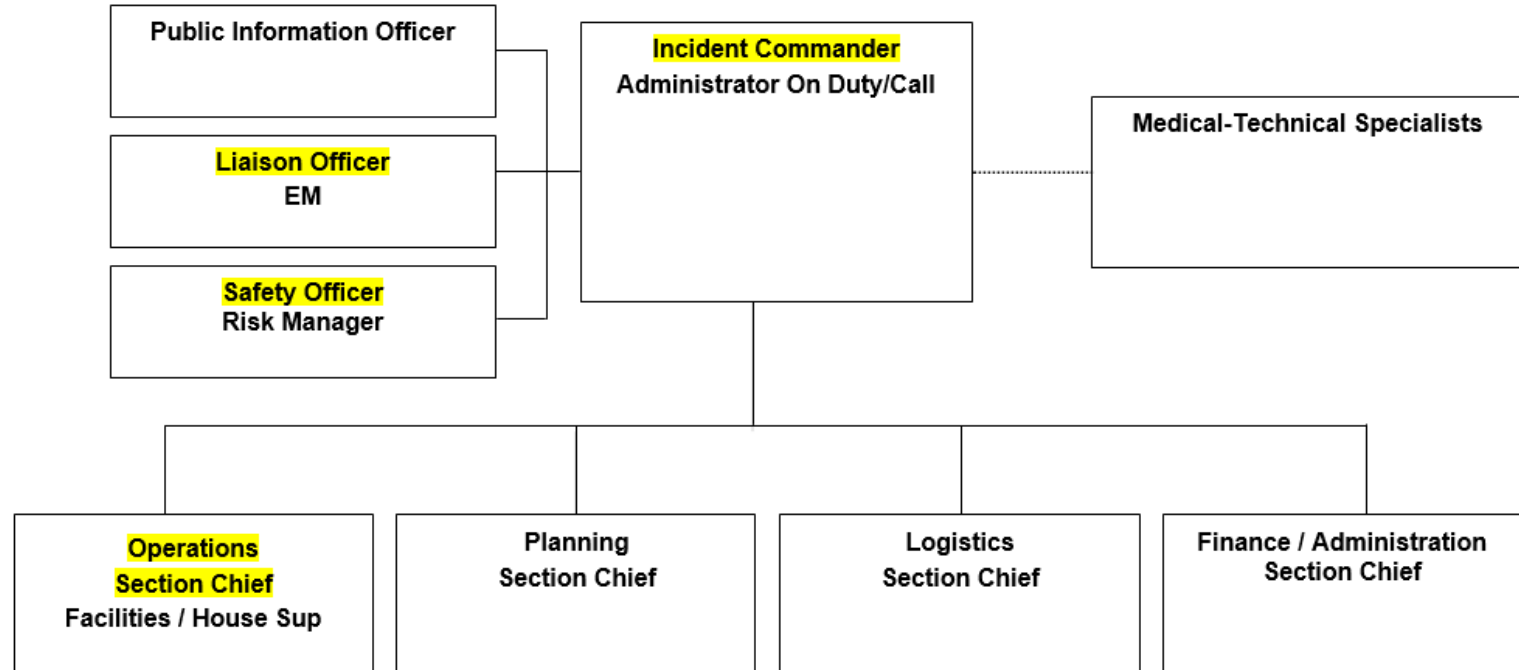 Public Information Officer
Incident Commander
Administrator On Duty/Call
Medical-Technical Specialists
Liaison Officer
EM
Safety Officer
Risk Manager
Operations
Section Chief
Facilities / House Sup
Planning
Section Chief
Logistics
Section Chief
Finance / Administration
Section Chief